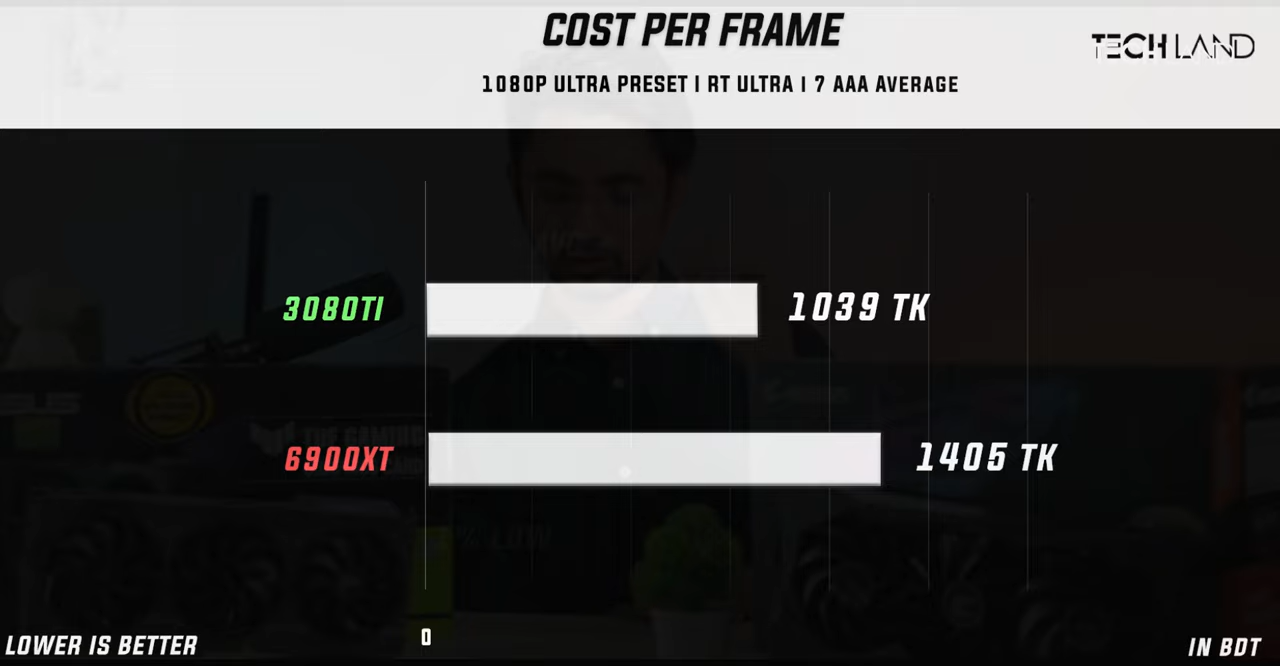 COST PER FRAME
TECHLAND
1080P ULTRA PRESET I RT ULTRA I 7 AAA AVERAGE
3080TI 1039 TK
6900XT 1405 TK
0
LOWER IS BETTER
IN BDT